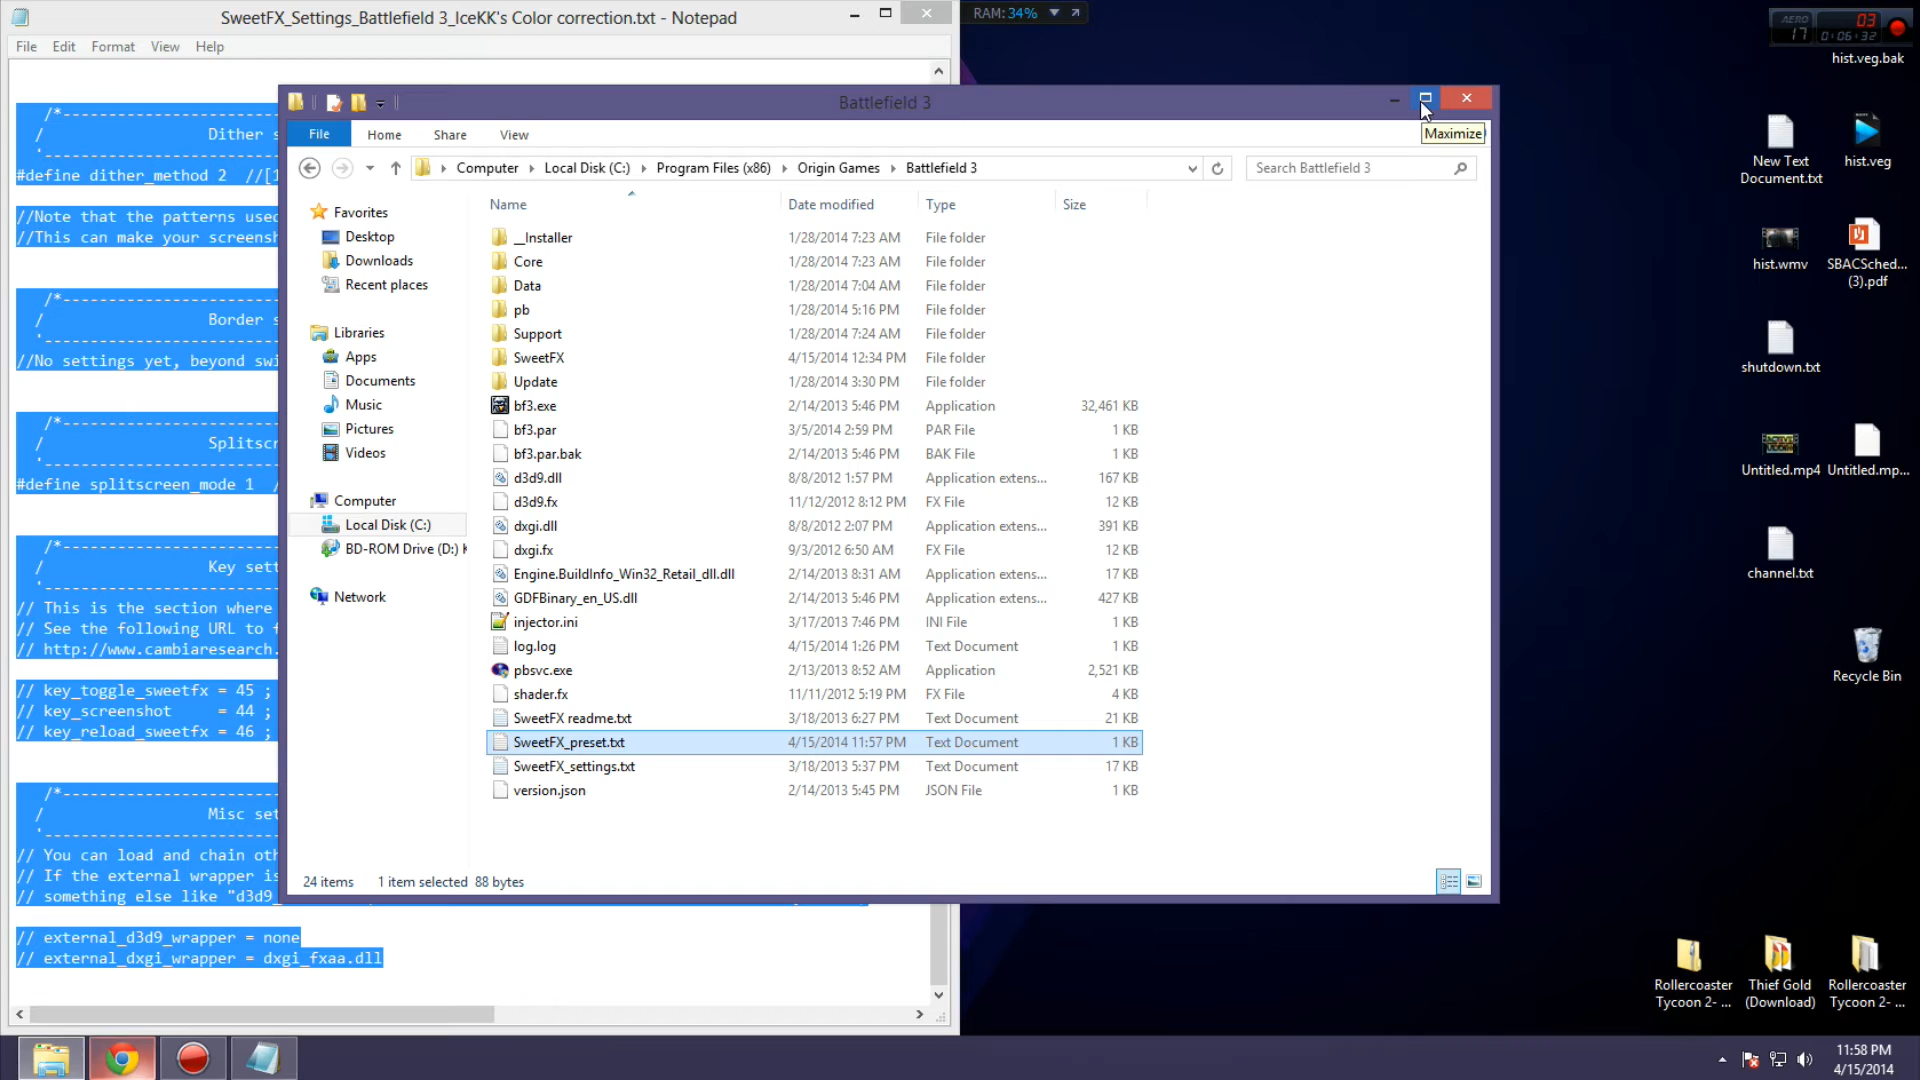 SweetFX_Settings_Battlefield 3_IceKK's Color correction.txt - Notepad
File Edit Format View Help
/*
/ Dither s
#define dither_method 2 //[1
//Note that the patterns used
//This can make your screensh
/*
/ Border s
//No settings yet, beyond swi
/*
/ Splitscr
#define splitscreen_mode 1 /
/*
/ Key sett
// This is the section where
// See the following URL to f
// http://www.cambiaresearch.
// key_toggle_sweetfx = 45 ;
// key_screenshot = 44 ;
// key_reload_sweetfx = 46 ;
/*
/ Misc set
// You can load and chain oth
// If the external wrapper is
// something else like "d3d9_
// external_d3d9_wrapper = none
// external_dxgi_wrapper = dxgi_fxaa.dll
RAM: 34%
Battlefield 3
Maximize
File Home Share View
Computer Local Disk (C:) Program Files (x86) Origin Games Battlefield 3
Search Battlefield 3
Favorites
Desktop
Downloads
Recent places
Libraries
Apps
Documents
Music
Pictures
Videos
Computer
Local Disk (C:)
BD-ROM Drive (D:) K
Network
Name Date modified Type Size
__Installer 1/28/2014 7:23 AM File folder
Core 1/28/2014 7:23 AM File folder
Data 1/28/2014 7:04 AM File folder
pb 1/28/2014 5:16 PM File folder
Support 1/28/2014 7:24 AM File folder
SweetFX 4/15/2014 12:34 PM File folder
Update 1/28/2014 3:30 PM File folder
bf3.exe 2/14/2013 5:46 PM Application 32,461 KB
bf3.par 3/5/2014 2:59 PM PAR File 1 KB
bf3.par.bak 2/14/2013 5:46 PM BAK File 1 KB
d3d9.dll 8/8/2012 1:57 PM Application extens... 167 KB
d3d9.fx 11/12/2012 8:12 PM FX File 12 KB
dxgi.dll 8/8/2012 2:07 PM Application extens... 391 KB
dxgi.fx 9/3/2012 6:50 AM FX File 12 KB
Engine.BuildInfo_Win32_Retail_dll.dll 2/14/2013 8:31 AM Application extens... 17 KB
GDFBinary_en_US.dll 2/14/2013 5:46 PM Application extens... 427 KB
injector.ini 3/17/2013 7:46 PM INI File 1 KB
log.log 4/15/2014 1:26 PM Text Document 1 KB
pbsvc.exe 2/13/2013 8:52 AM Application 2,521 KB
shader.fx 11/11/2012 5:19 PM FX File 4 KB
SweetFX readme.txt 3/18/2013 6:27 PM Text Document 21 KB
SweetFX_preset.txt 4/15/2014 11:57 PM Text Document 1 KB
SweetFX_settings.txt 3/18/2013 5:37 PM Text Document 17 KB
version.json 2/14/2013 5:45 PM JSON File 1 KB
24 items 1 item selected 88 bytes
AERO 03
17 0:06:32
hist.veg.bak
New Text Document.txt
hist.veg
hist.wmv
SBACSched... (3).pdf
shutdown.txt
Untitled.mp4
Untitled.mp...
channel.txt
Recycle Bin
Rollercoaster Tycoon 2- ...
Thief Gold (Download)
Rollercoaster Tycoon 2- ...
11:58 PM
4/15/2014